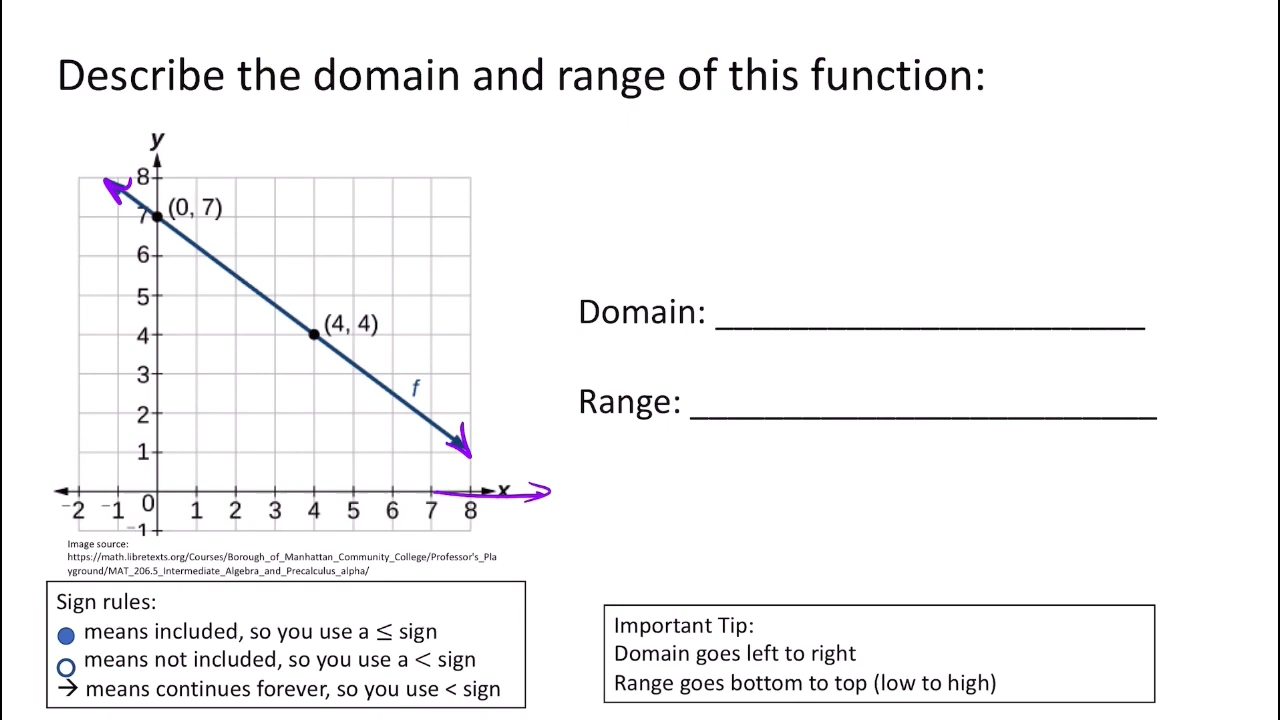 Describe the domain and range of this function:
y
8
7
(0, 7)
6
5
4
(4, 4)
3
f
2
1
x
−2 −1 0 1 2 3 4 5 6 7 8
−1
Domain: _______________________
Range: _________________________
Image source:
https://math.libretexts.org/Courses/Borough_of_Manhattan_Community_College/Professor's_Pla
yground/MAT_206.5_Intermediate_Algebra_and_Precalculus_alpha/
Sign rules:
means included, so you use a ≤ sign
means not included, so you use a < sign
→ means continues forever, so you use < sign
Important Tip:
Domain goes left to right
Range goes bottom to top (low to high)